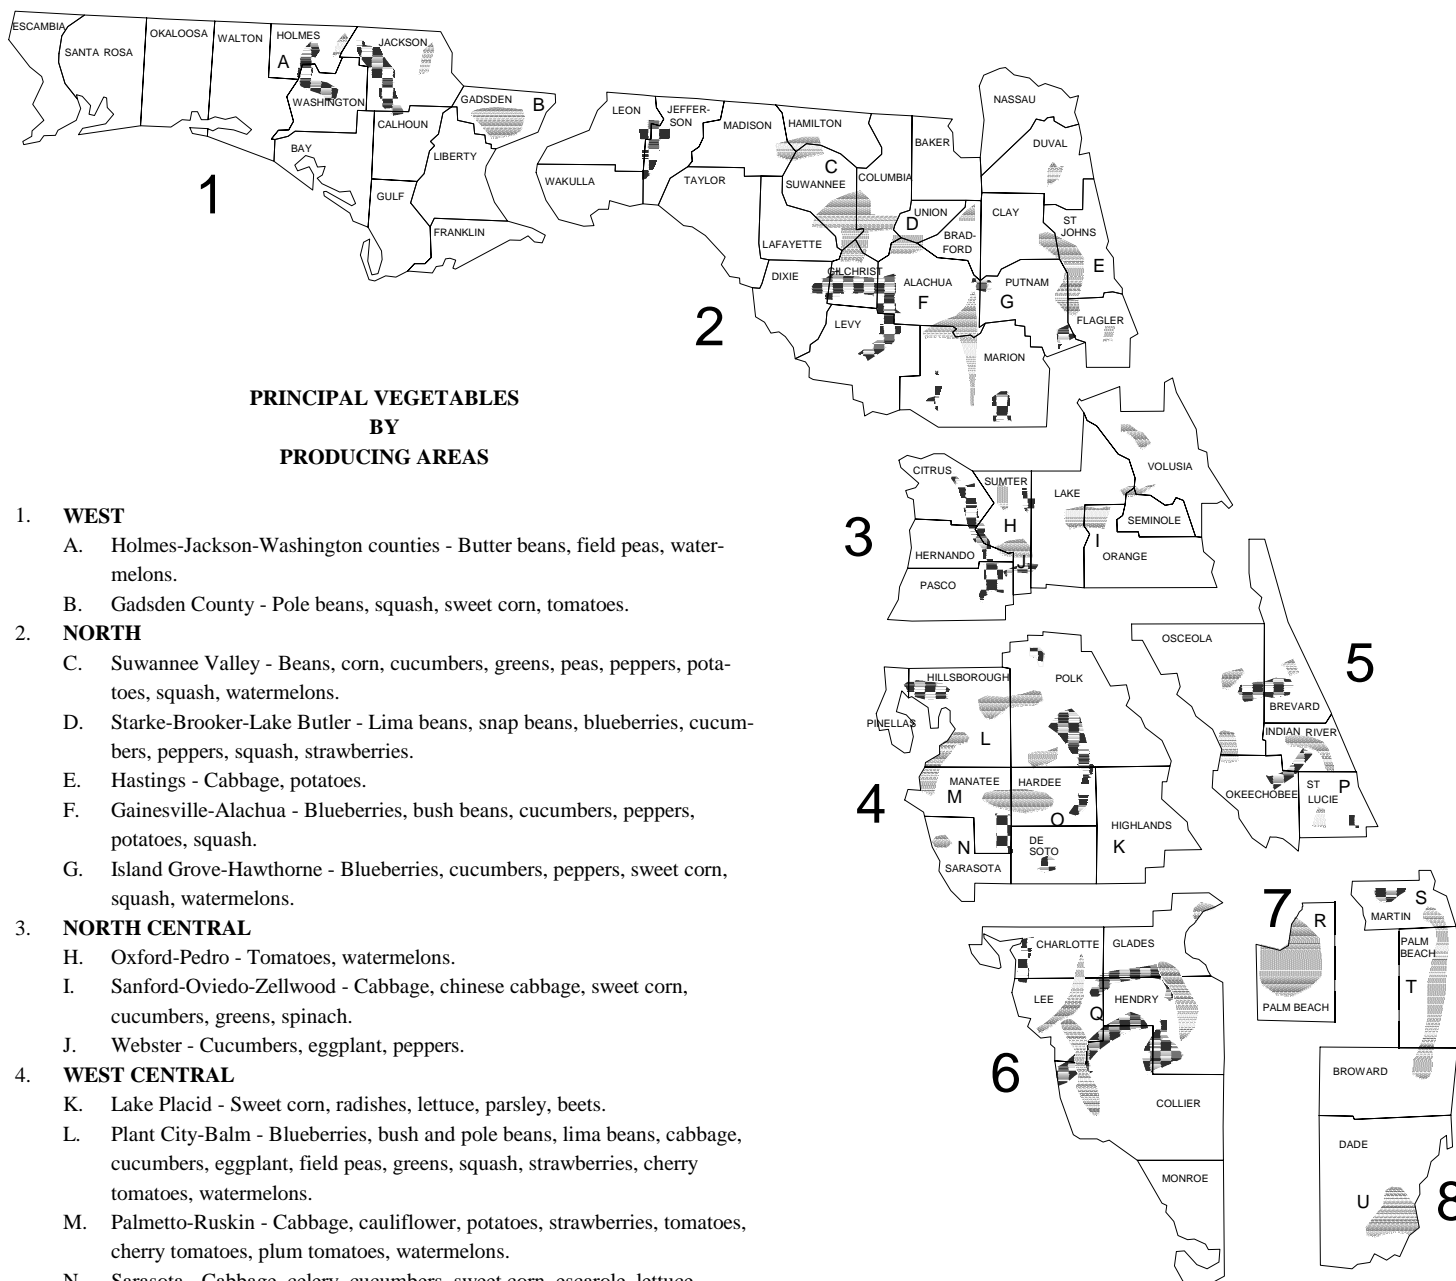 ESCAMBIA
SANTA ROSA
OKALOOSA
WALTON
HOLMES
A
JACKSON
WASHINGTON
CALHOUN
GADSDEN
B
BAY
LIBERTY
GULF
FRANKLIN
1
LEON
JEFFER-
SON
MADISON
HAMILTON
WAKULLA
TAYLOR
C
SUWANNEE
COLUMBIA
BAKER
NASSAU
DUVAL
LAFAYETTE
UNION
D
BRAD-
FORD
CLAY
ST
JOHNS
E
DIXIE
GILCHRIST
ALACHUA
F
PUTNAM
G
FLAGLER
LEVY
MARION
2
PRINCIPAL VEGETABLES
BY
PRODUCING AREAS
1. WEST
A. Holmes-Jackson-Washington counties - Butter beans, field peas, water-
melons.
B. Gadsden County - Pole beans, squash, sweet corn, tomatoes.
2. NORTH
C. Suwannee Valley - Beans, corn, cucumbers, greens, peas, peppers, pota-
toes, squash, watermelons.
D. Starke-Brooker-Lake Butler - Lima beans, snap beans, blueberries, cucum-
bers, peppers, squash, strawberries.
E. Hastings - Cabbage, potatoes.
F. Gainesville-Alachua - Blueberries, bush beans, cucumbers, peppers,
potatoes, squash.
G. Island Grove-Hawthorne - Blueberries, cucumbers, peppers, sweet corn,
squash, watermelons.
3. NORTH CENTRAL
H. Oxford-Pedro - Tomatoes, watermelons.
I. Sanford-Oviedo-Zellwood - Cabbage, chinese cabbage, sweet corn,
cucumbers, greens, spinach.
J. Webster - Cucumbers, eggplant, peppers.
4. WEST CENTRAL
K. Lake Placid - Sweet corn, radishes, lettuce, parsley, beets.
L. Plant City-Balm - Blueberries, bush and pole beans, lima beans, cabbage,
cucumbers, eggplant, field peas, greens, squash, strawberries, cherry
tomatoes, watermelons.
M. Palmetto-Ruskin - Cabbage, cauliflower, potatoes, strawberries, tomatoes,
cherry tomatoes, plum tomatoes, watermelons.
N. Sarasota - Cabbage, celery, cucumbers, sweet corn, escarole, lettuce
CITRUS
SUMTER
LAKE
VOLUSIA
SEMINOLE
H
I
3
HERNANDO
J
ORANGE
PASCO
OSCEOLA
5
BREVARD
INDIAN RIVER
OKEECHOBEE
ST
LUCIE
P
HILLSBOROUGH
POLK
PINELLAS
L
MANATEE
HARDEE
M
O
4
HIGHLANDS
N
DE
SOTO
K
SARASOTA
CHARLOTTE
GLADES
LEE
Q
HENDRY
6
COLLIER
MONROE
7
R
PALM BEACH
S
MARTIN
PALM
BEACH
T
BROWARD
DADE
U
8